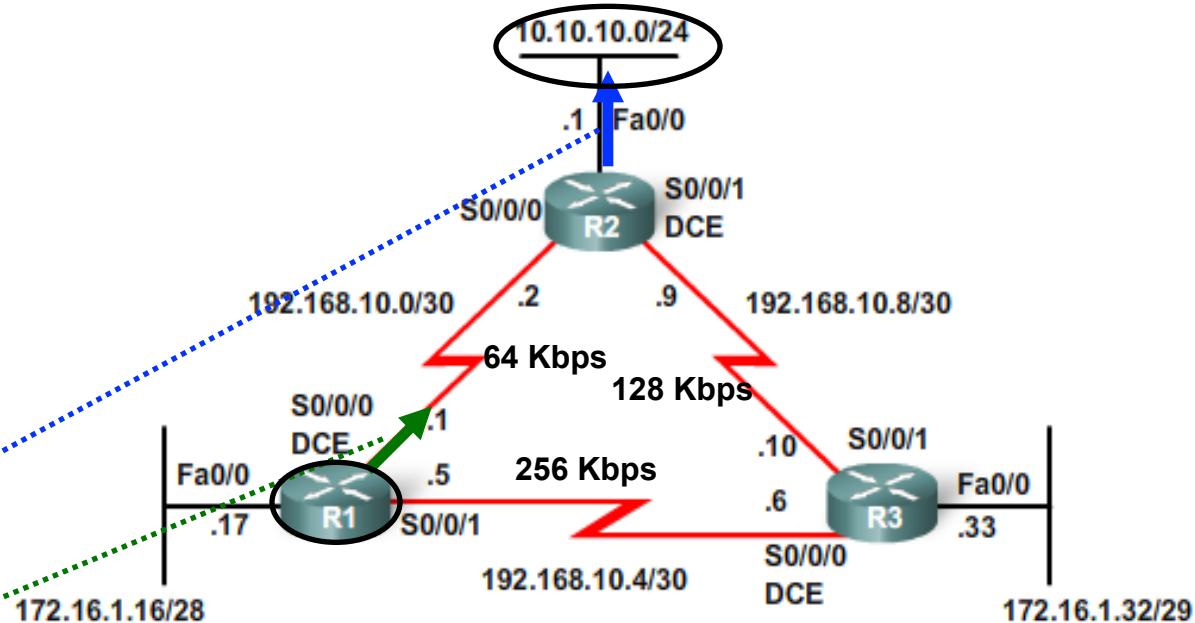 10.10.10.0/24
.1
Fa0/0
S0/0/0
R2
S0/0/1
DCE
192.168.10.0/30
.2
.9
192.168.10.8/30
64 Kbps
128 Kbps
S0/0/0
DCE
.1
.10
S0/0/1
Fa0/0
.17
R1
.5
S0/0/1
256 Kbps
.6
R3
Fa0/0
.33
S0/0/0
DCE
192.168.10.4/30
172.16.1.16/28
172.16.1.32/29